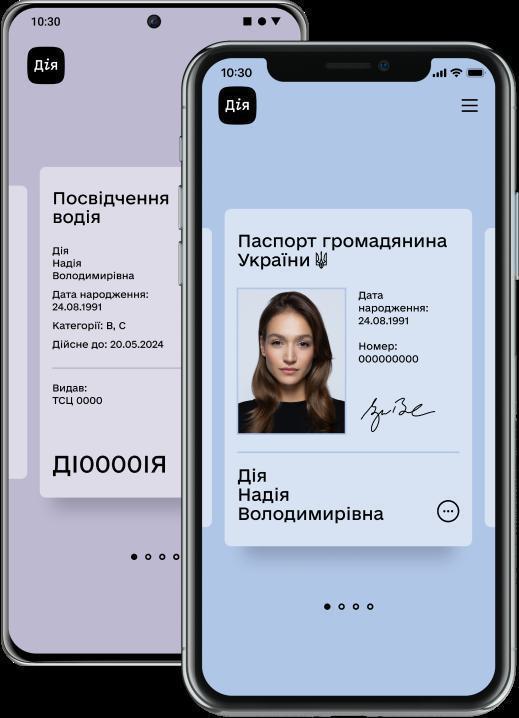 10:30
Дія
Посвідчення
водія
Дія
Надія
Володимирівна
Дата народження:
24.08.1991
Категорії: B, C
Дійсне до: 20.05.2024
Видав:
ТСЦ 0000
ДІ0000ІЯ
10:30
Дія
Паспорт громадянина
України
Дата
народження:
24.08.1991
Номер:
000000000
Дія
Надія
Володимирівна